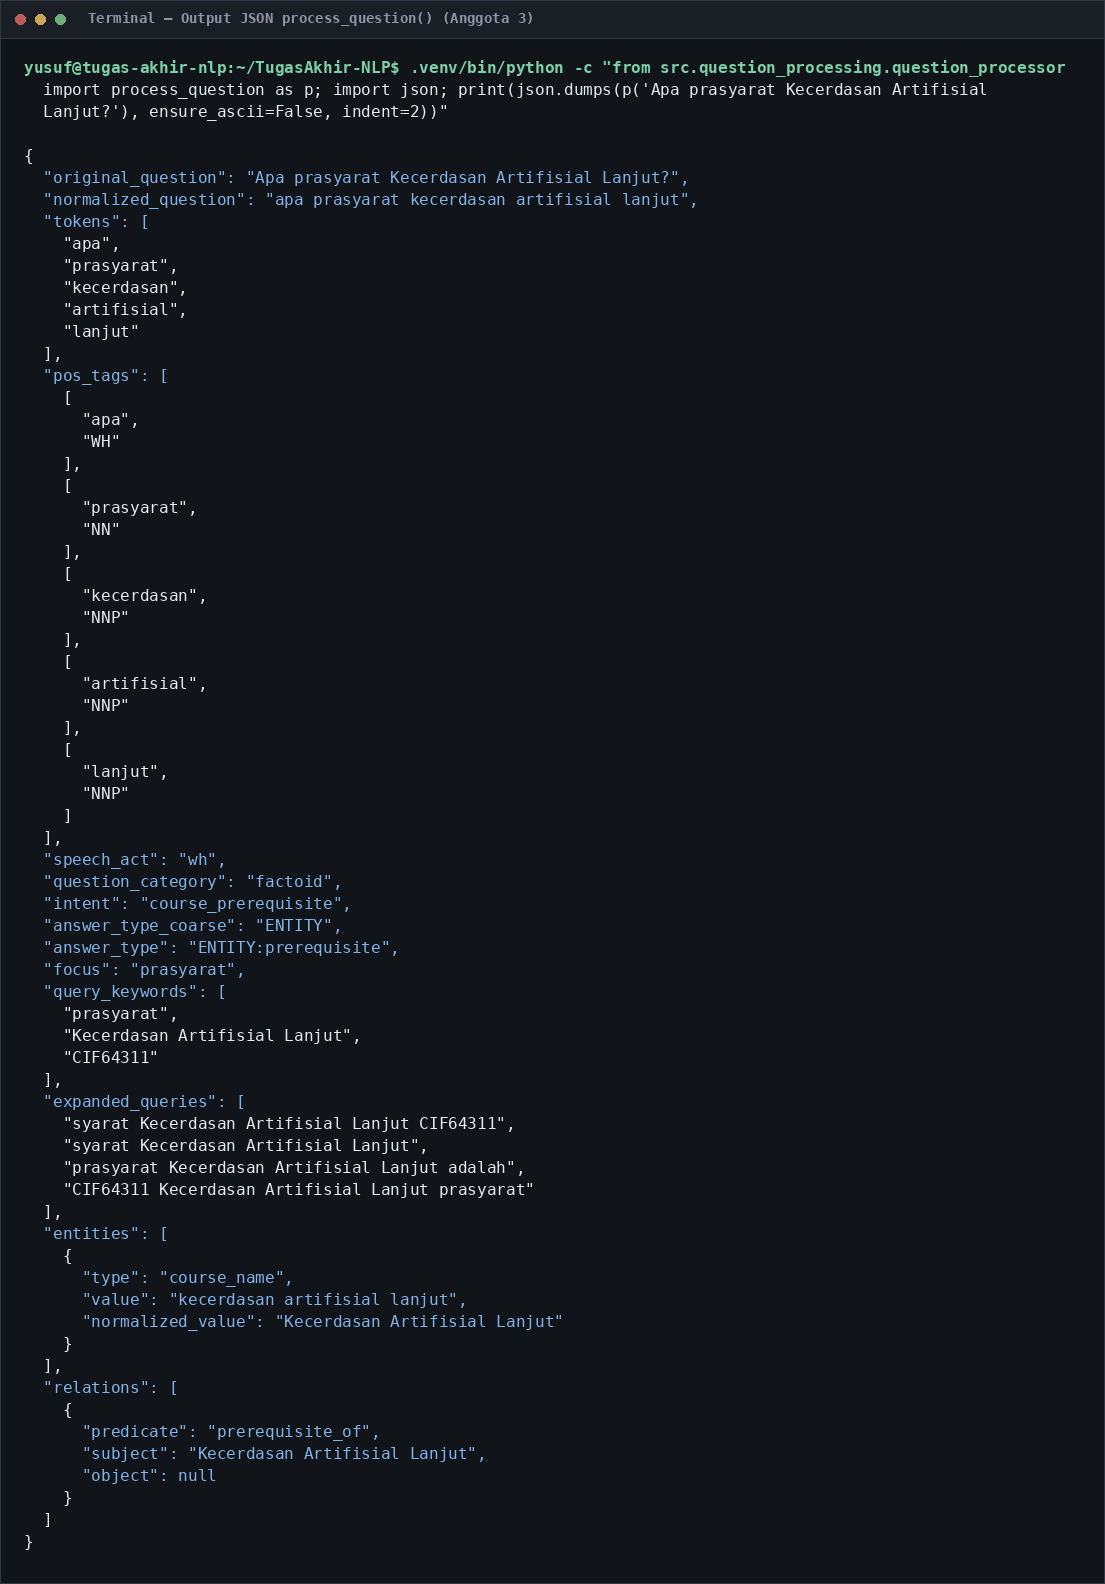 Terminal — Output JSON process_question() (Anggota 3)
yusuf@tugas-akhir-nlp:~/TugasAkhir-NLP$ .venv/bin/python -c "from src.question_processing.question_processor
  import process_question as p; import json; print(json.dumps(p('Apa prasyarat Kecerdasan Artifisial
  Lanjut?'), ensure_ascii=False, indent=2))"
{
  "original_question": "Apa prasyarat Kecerdasan Artifisial Lanjut?",
  "normalized_question": "apa prasyarat kecerdasan artifisial lanjut",
  "tokens": [
    "apa",
    "prasyarat",
    "kecerdasan",
    "artifisial",
    "lanjut"
  ],
  "pos_tags": [
    [
      "apa",
      "WH"
    ],
    [
      "prasyarat",
      "NN"
    ],
    [
      "kecerdasan",
      "NNP"
    ],
    [
      "artifisial",
      "NNP"
    ],
    [
      "lanjut",
      "NNP"
    ]
  ],
  "speech_act": "wh",
  "question_category": "factoid",
  "intent": "course_prerequisite",
  "answer_type_coarse": "ENTITY",
  "answer_type": "ENTITY:prerequisite",
  "focus": "prasyarat",
  "query_keywords": [
    "prasyarat",
    "Kecerdasan Artifisial Lanjut",
    "CIF64311"
  ],
  "expanded_queries": [
    "syarat Kecerdasan Artifisial Lanjut CIF64311",
    "syarat Kecerdasan Artifisial Lanjut",
    "prasyarat Kecerdasan Artifisial Lanjut adalah",
    "CIF64311 Kecerdasan Artifisial Lanjut prasyarat"
  ],
  "entities": [
    {
      "type": "course_name",
      "value": "kecerdasan artifisial lanjut",
      "normalized_value": "Kecerdasan Artifisial Lanjut"
    }
  ],
  "relations": [
    {
      "predicate": "prerequisite_of",
      "subject": "Kecerdasan Artifisial Lanjut",
      "object": null
    }
  ]
}